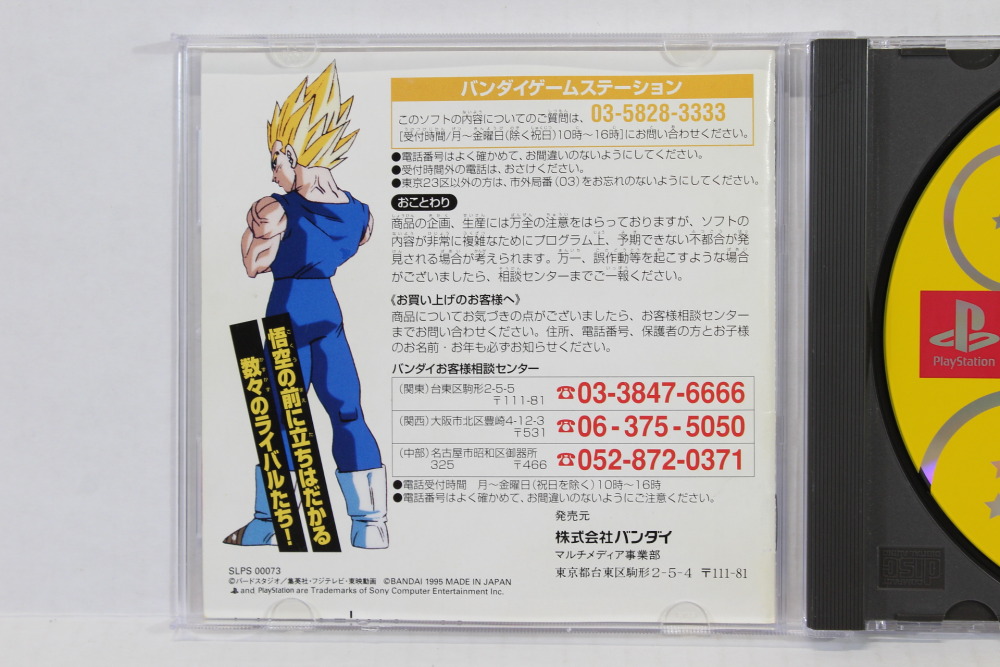 バンダイゲームステーション
このソフトの内容についてのご質問は、03-5828-3333
[受付時間/月～金曜日(除く祝日)10時～16時]にお問い合わせください。
●電話番号はよく確かめて、お間違いのないようにしてください。
●受付時間外の電話は、おさけください。
●東京23区以外の方は、市外局番(03)をお忘れのないようにしてください。
おことわり
商品の企画、生産には万全の注意をはらっておりますが、ソフトの
内容が非常に複雑なためにプログラム上、予期できない不都合が発
見される場合が考えられます。万一、誤作動等を起こすような場合
がございましたら、相談センターまでご一報ください。
《お買い上げのお客様へ》
商品についてお気づきの点がございましたら、お客様相談センター
までお問い合わせください。住所、電話番号、保護者の方とお子様
のお名前・お年も必ずお知らせください。
バンダイお客様相談センター
(関東)台東区駒形2-5-5
〒111-81
☎03-3847-6666
(関西)大阪市北区豊崎4-12-3
〒531
☎06-375-5050
(中部)名古屋市昭和区御器所
325 〒466
☎052-872-0371
●電話受付時間 月～金曜日(祝日を除く)10時～16時
●電話番号はよく確かめて、お間違いのないようにご注意ください。
発売元
株式会社バンダイ
マルチメディア事業部
東京都台東区駒形2-5-4 〒111-81
悟空の前に立ちはだかる
数々のライバルたち!
SLPS 00073
©バードスタジオ/集英社・フジテレビ・東映動画 ©BANDAI 1995 MADE IN JAPAN
and PlayStation are Trademarks of Sony Computer Entertainment Inc.
PlayStation